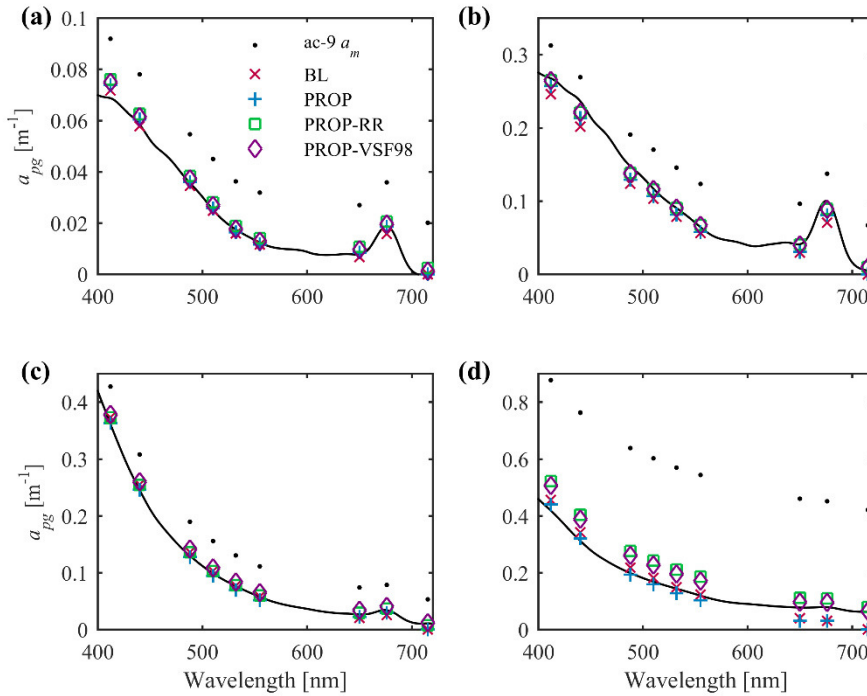 (a)
0.1
0.08
0.06
0.04
0.02
0
a_pg [m⁻¹]
400 500 600 700
ac-9 a_m
BL
PROP
PROP-RR
PROP-VSF98
(b)
0.3
0.2
0.1
0
400 500 600 700
(c)
0.4
0.3
0.2
0.1
0
a_pg [m⁻¹]
400 500 600 700
Wavelength [nm]
(d)
0.8
0.6
0.4
0.2
0
400 500 600 700
Wavelength [nm]